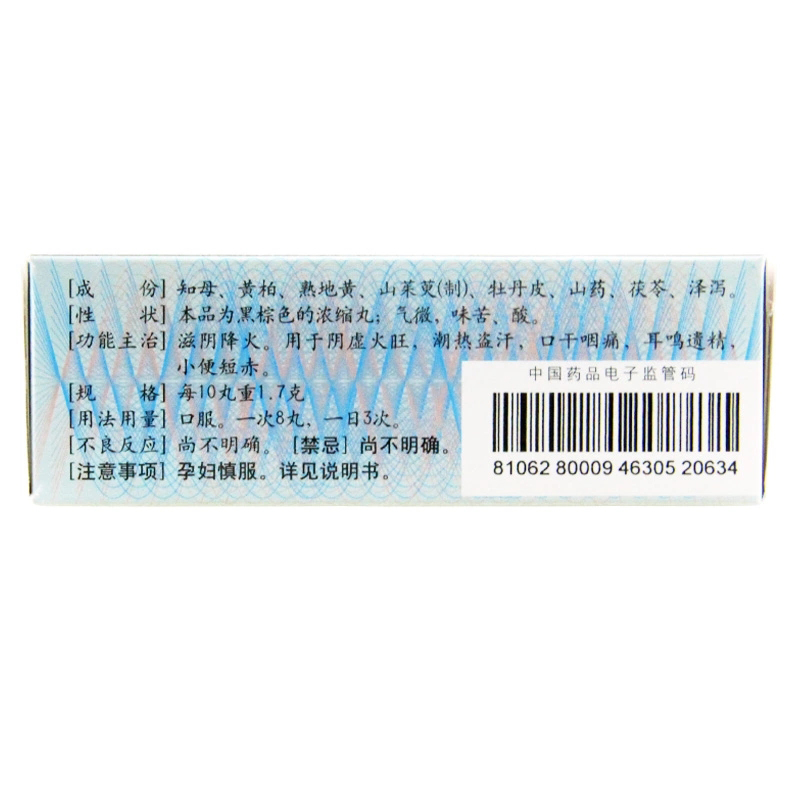 [成 份] 知母、黄柏、熟地黄、山茱萸(制)、牡丹皮、山药、茯苓、泽泻。
[性 状] 本品为黑棕色的浓缩丸；气微，味苦、酸。
[功能主治] 滋阴降火。用于阴虚火旺，潮热盗汗，口干咽痛，耳鸣遗精，
小便短赤。
[规 格] 每10丸重1.7克
[用法用量] 口服。一次8丸，一日3次。
[不良反应] 尚不明确。 [禁忌] 尚不明确。
[注意事项] 孕妇慎服。详见说明书。
中国药品电子监管码
81062 80009 46305 20634